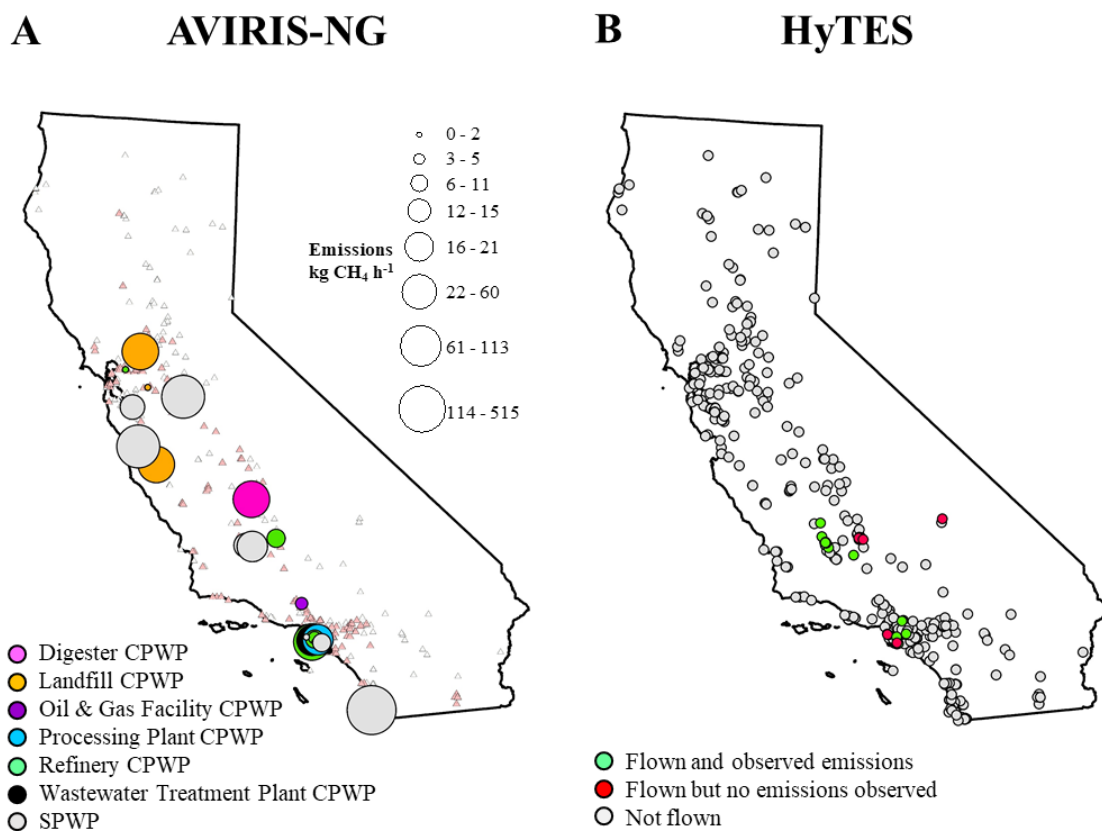 A AVIRIS-NG
0 - 2
3 - 5
6 - 11
12 - 15
Emissions
kg CH₄ h⁻¹
16 - 21
22 - 60
61 - 113
114 - 515
Digester CPWP
Landfill CPWP
Oil & Gas Facility CPWP
Processing Plant CPWP
Refinery CPWP
Wastewater Treatment Plant CPWP
SPWP
B HyTES
Flown and observed emissions
Flown but no emissions observed
Not flown